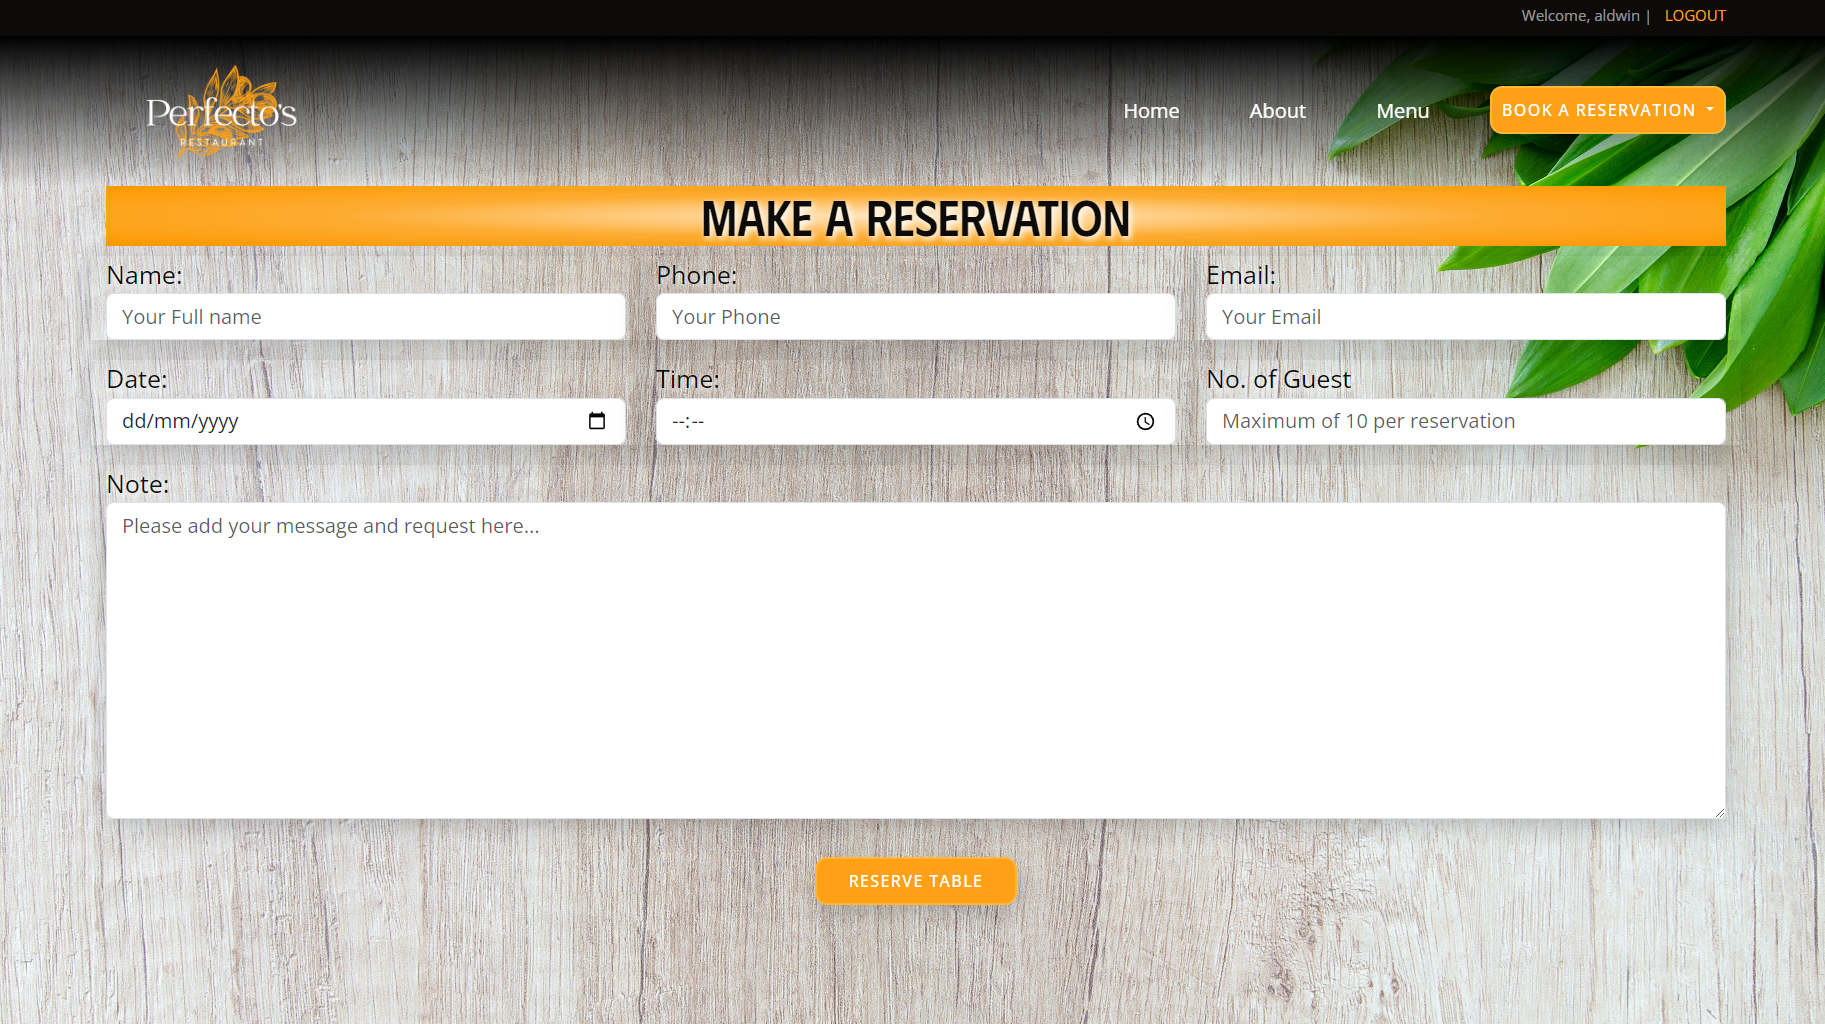 Welcome, aldwin | LOGOUT
Perfecto's
RESTAURANT
Home About Menu BOOK A RESERVATION
MAKE A RESERVATION
Name: Phone: Email:
Your Full name Your Phone Your Email
Date: Time: No. of Guest
dd/mm/yyyy --:-- Maximum of 10 per reservation
Note:
Please add your message and request here...
RESERVE TABLE